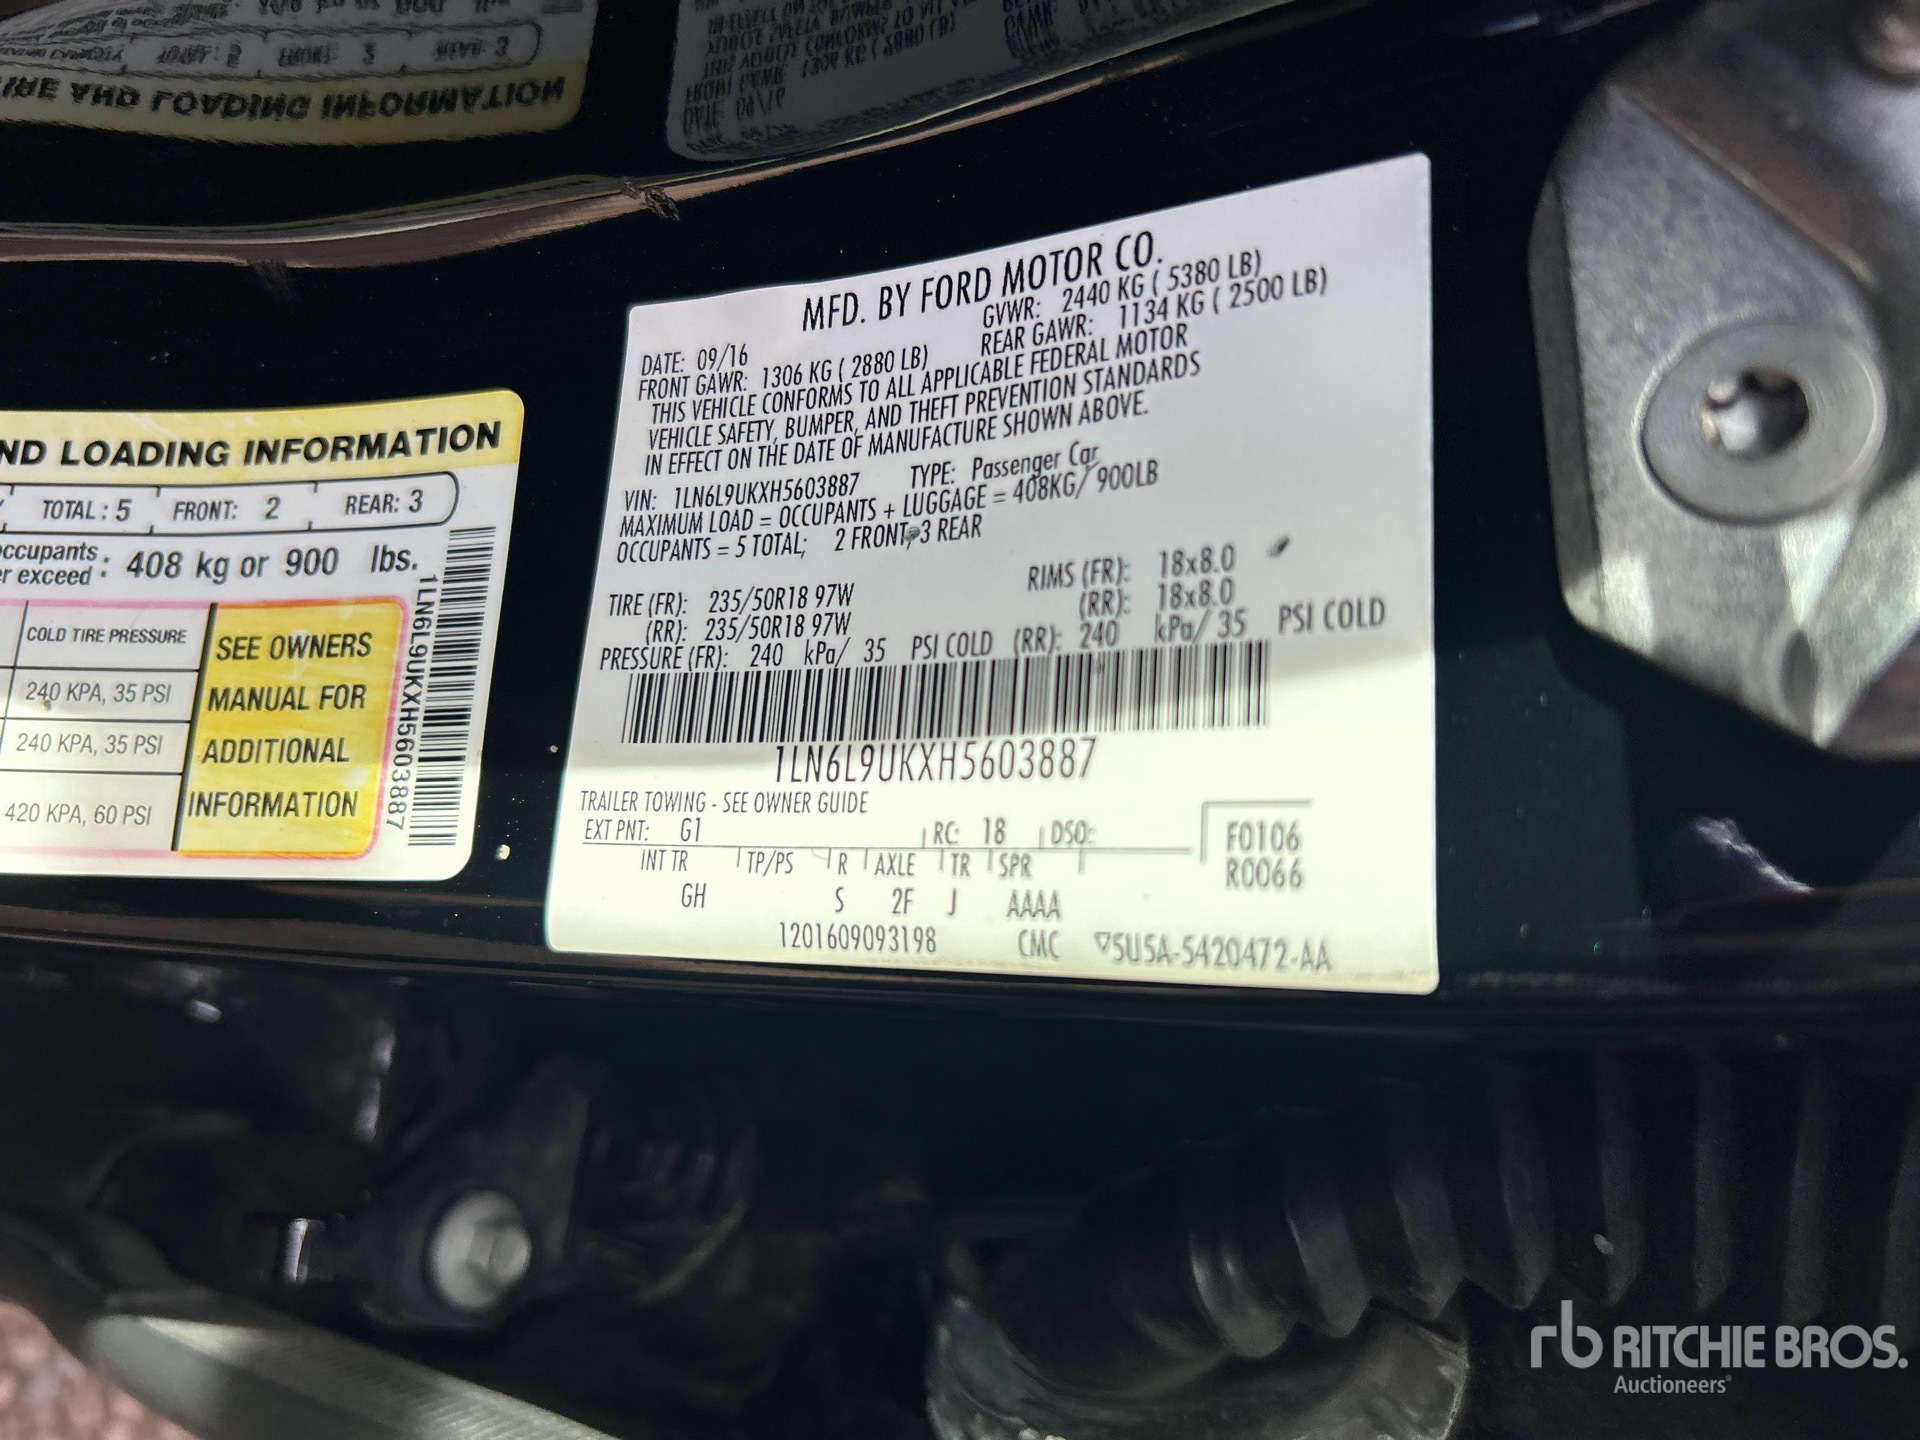 MFD. BY FORD MOTOR CO.
DATE: 09/16 GVWR: 2440 KG ( 5380 LB)
FRONT GAWR: 1306 KG ( 2880 LB) REAR GAWR: 1134 KG ( 2500 LB)
THIS VEHICLE CONFORMS TO ALL APPLICABLE FEDERAL MOTOR
VEHICLE SAFETY, BUMPER, AND THEFT PREVENTION STANDARDS
IN EFFECT ON THE DATE OF MANUFACTURE SHOWN ABOVE.
VIN: 1LN6L9UKXH5603887 TYPE: Passenger Car
MAXIMUM LOAD = OCCUPANTS + LUGGAGE = 408KG/ 900LB
OCCUPANTS = 5 TOTAL; 2 FRONT, 3 REAR
TIRE (FR): 235/50R18 97W RIMS (FR): 18x8.0
(RR): 235/50R18 97W (RR): 18x8.0
PRESSURE (FR): 240 kPa/ 35 PSI COLD (RR): 240 kPa/ 35 PSI COLD
1LN6L9UKXH5603887
TRAILER TOWING - SEE OWNER GUIDE
EXT PNT: G1 RC: 18 DSO: F0106
INT TR TP/PS R AXLE TR SPR R0066
GH S 2F J AAAA
1201609093198 CMC ▽5U5A-5420472-AA
ND LOADING INFORMATION
TOTAL : 5 FRONT: 2 REAR: 3
occupants : 408 kg or 900 lbs.
r exceed :
COLD TIRE PRESSURE
240 KPA, 35 PSI
240 KPA, 35 PSI
420 KPA, 60 PSI
SEE OWNERS
MANUAL FOR
ADDITIONAL
INFORMATION
1LN6L9UKXH5603887
rb RITCHIE BROS.
Auctioneers